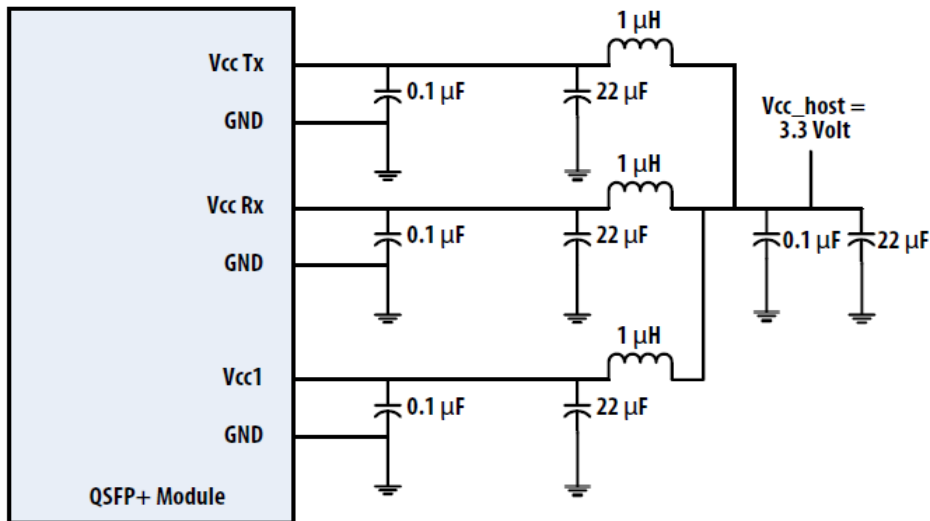 1 μH
Vcc Tx
0.1 μF
22 μF
GND
Vcc_host =
3.3 Volt
1 μH
Vcc Rx
0.1 μF
22 μF
0.1 μF
22 μF
GND
1 μH
Vcc1
0.1 μF
22 μF
GND
QSFP+ Module